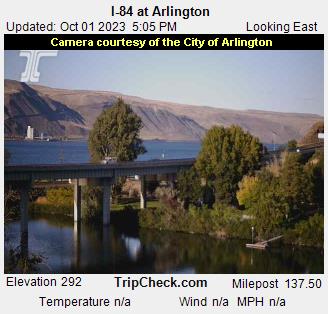 I-84 at Arlington
Updated: Oct 01 2023 5:05 PM Looking East
Camera courtesy of the City of Arlington
Elevation 292 TripCheck.com Milepost 137.50
Temperature n/a Wind n/a MPH n/a